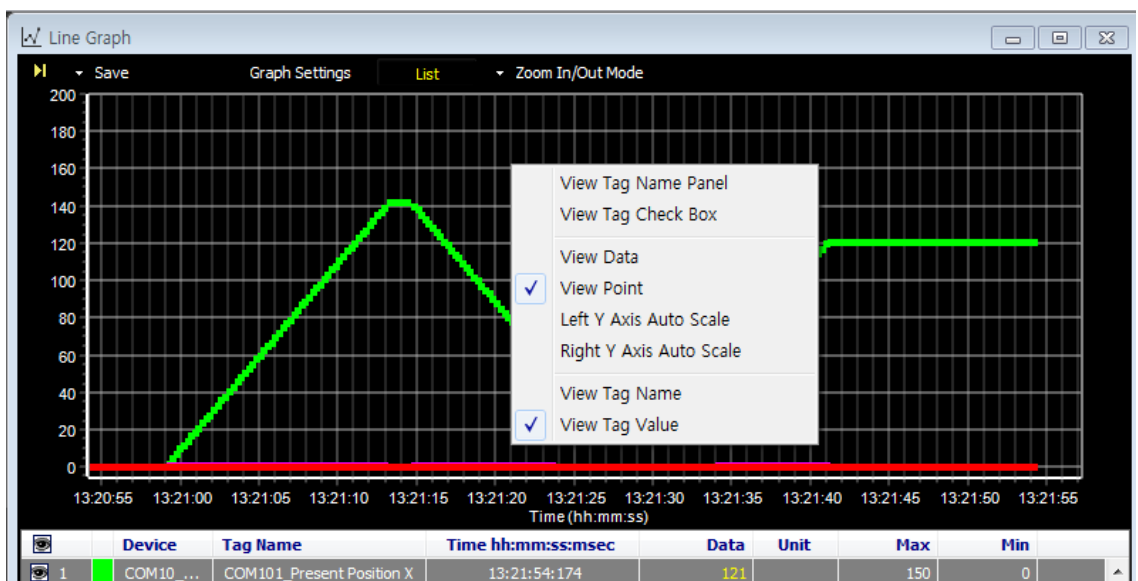 Line Graph
Save Graph Settings List Zoom In/Out Mode
200
180
160
140
120
100
80
60
40
20
0
View Tag Name Panel
View Tag Check Box
View Data
View Point
Left Y Axis Auto Scale
Right Y Axis Auto Scale
View Tag Name
View Tag Value
13:20:55 13:21:00 13:21:05 13:21:10 13:21:15 13:21:20 13:21:25 13:21:30 13:21:35 13:21:40 13:21:45 13:21:50 13:21:55
Time(hh:mm:ss)
Device Tag Name Time hh:mm:ss:msec Data Unit Max Min
1 COM10_... COM101_Present Position X 13:21:54:174 121 150 0